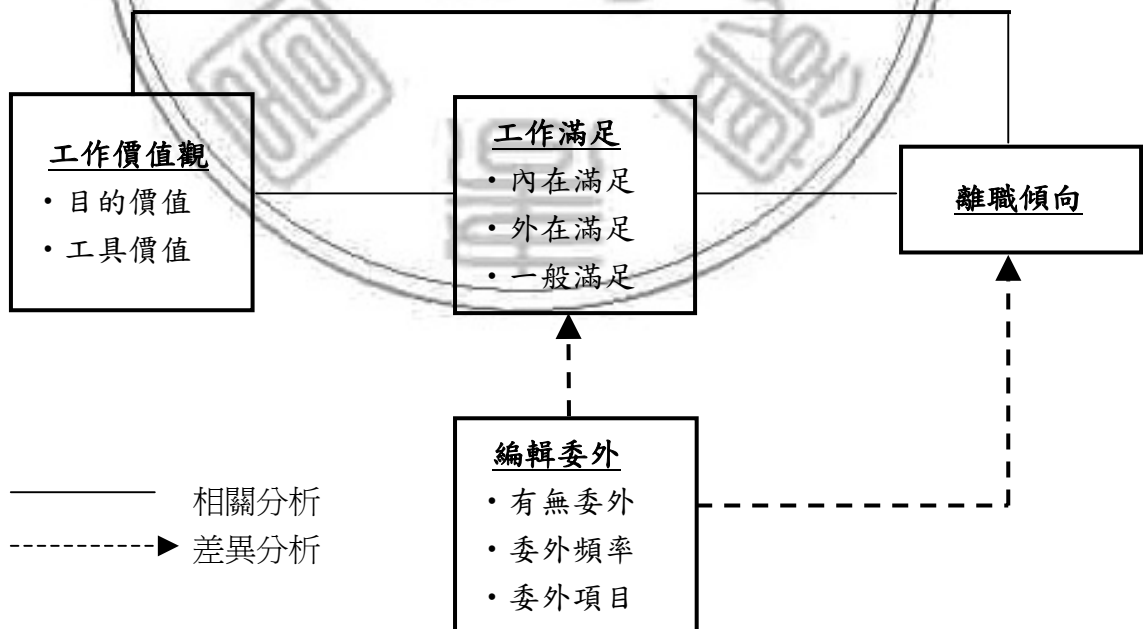 工作價值觀
・目的價值
・工具價值
工作滿足
・內在滿足
・外在滿足
・一般滿足
離職傾向
編輯委外
・有無委外
・委外頻率
・委外項目
相關分析
差異分析